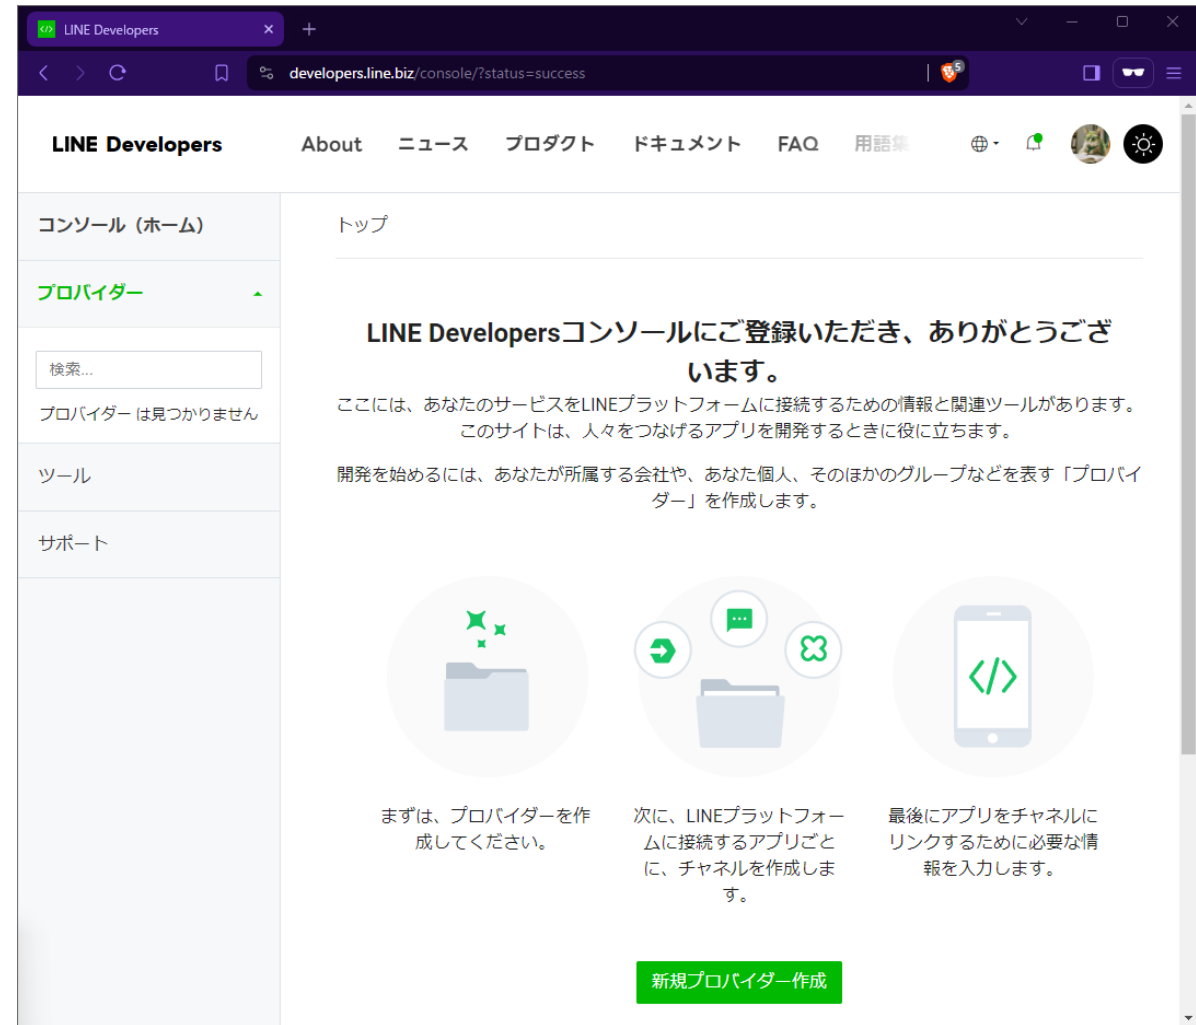 LINE Developers
developers.line.biz/console/?status=success
5
LINE Developers
About ニュース プロダクト ドキュメント FAQ 用語集
コンソール（ホーム）
プロバイダー
検索...
プロバイダー は見つかりません
ツール
サポート
トップ
LINE Developersコンソールにご登録いただき、ありがとうござ
います。
ここには、あなたのサービスをLINEプラットフォームに接続するための情報と関連ツールがあります。
このサイトは、人々をつなげるアプリを開発するときに役に立ちます。
開発を始めるには、あなたが所属する会社や、あなた個人、そのほかのグループなどを表す「プロバイ
ダー」を作成します。
まずは、プロバイダーを作
成してください。
次に、LINEプラットフォー
ムに接続するアプリごと
に、チャネルを作成しま
す。
最後にアプリをチャネルに
リンクするために必要な情
報を入力します。
新規プロバイダー作成